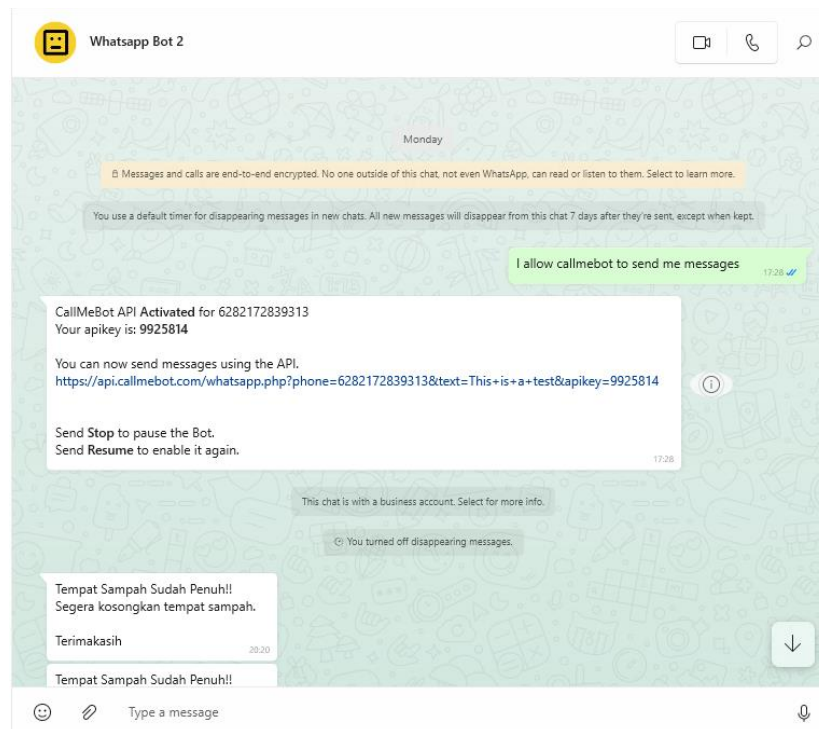 Whatsapp Bot 2
Monday
Messages and calls are end-to-end encrypted. No one outside of this chat, not even WhatsApp, can read or listen to them. Select to learn more.
You use a default timer for disappearing messages in new chats. All new messages will disappear from this chat 7 days after they're sent, except when kept.
I allow callmebot to send me messages
17:28
CallMeBot API Activated for 6282172839313
Your apikey is: 9925814
You can now send messages using the API.
https://api.callmebot.com/whatsapp.php?phone=6282172839313&text=This+is+a+test&apikey=9925814
Send Stop to pause the Bot.
Send Resume to enable it again.
17:28
This chat is with a business account. Select for more info.
You turned off disappearing messages.
Tempat Sampah Sudah Penuh!!
Segera kosongkan tempat sampah.
Terimakasih
20:20
Tempat Sampah Sudah Penuh!!
Type a message